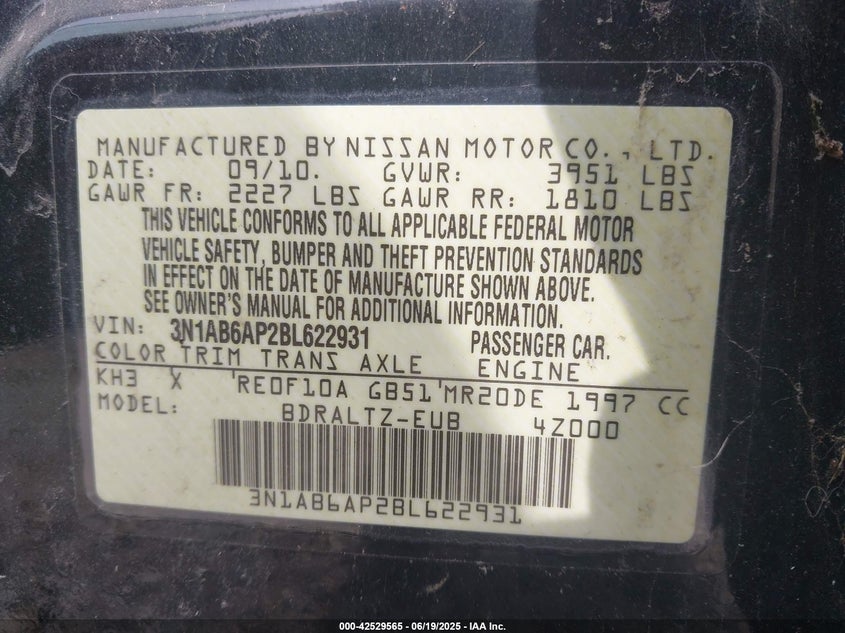 MANUFACTURED BY NISSAN MOTOR CO., LTD.
DATE: 09/10. GVWR: 3951 LBS
GAWR FR: 2227 LBS GAWR RR: 1810 LBS
THIS VEHICLE CONFORMS TO ALL APPLICABLE FEDERAL MOTOR
VEHICLE SAFETY, BUMPER AND THEFT PREVENTION STANDARDS
IN EFFECT ON THE DATE OF MANUFACTURE SHOWN ABOVE.
SEE OWNER'S MANUAL FOR ADDITIONAL INFORMATION.
VIN: 3N1AB6AP2BL622931 PASSENGER CAR.
COLOR TRIM TRANS AXLE ENGINE
KH3 X 'RE0F10A GB51'MR20DE 1997 CC
MODEL: BDRALTZ-EUB 4Z000
3N1AB6AP2BL622931
000-42529565 - 06/19/2025 - IAA Inc.